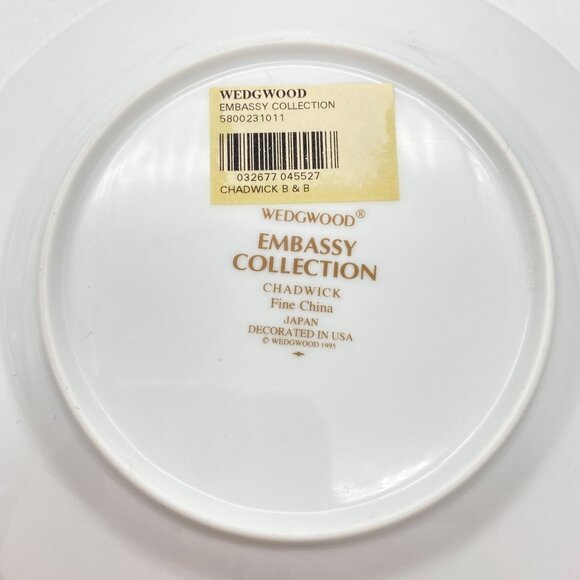 WEDGWOOD
EMBASSY COLLECTION
5800231011
032677 045527
CHADWICK B & B
WEDGWOOD®
EMBASSY
COLLECTION
CHADWICK
Fine China
JAPAN
DECORATED IN USA
© WEDGWOOD 1995